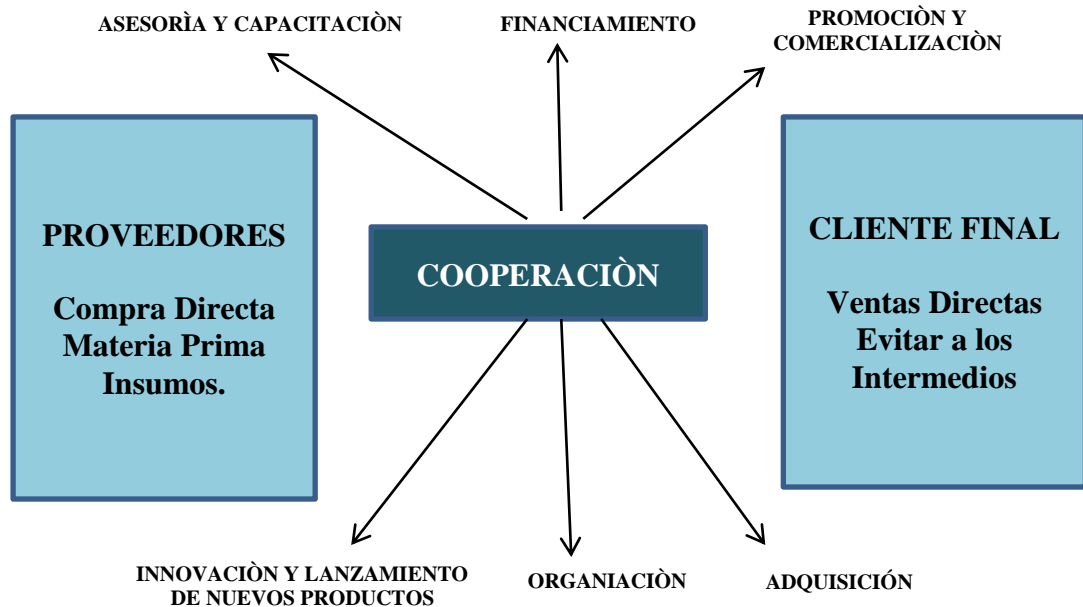 ASESORÌA Y CAPACITACIÒN
FINANCIAMIENTO
PROMOCIÒN Y
COMERCIALIZACIÒN
PROVEEDORES
Compra Directa
Materia Prima
Insumos.
COOPERACIÒN
CLIENTE FINAL
Ventas Directas
Evitar a los
Intermedios
INNOVACIÒN Y LANZAMIENTO
DE NUEVOS PRODUCTOS
ORGANIACIÒN
ADQUISICIÓN